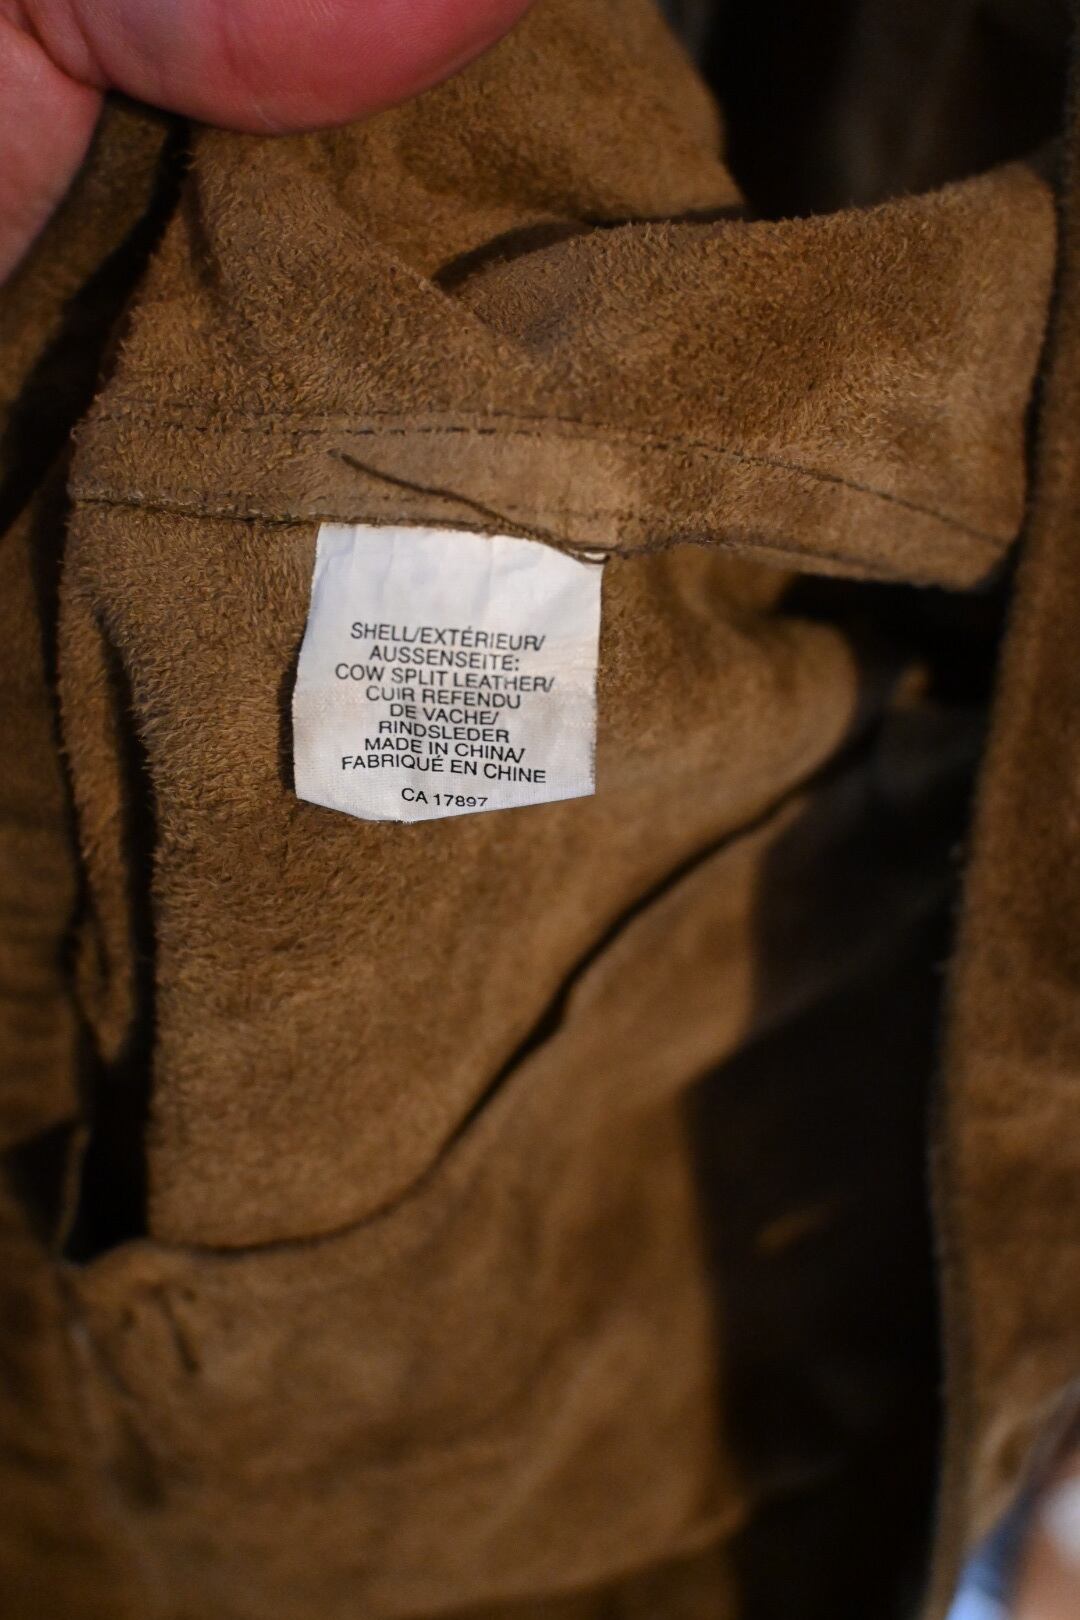 SHELL/EXTÉRIEUR/
AUSSENSEITE:
COW SPLIT LEATHER/
CUIR REFENDU
DE VACHE/
RINDSLEDER
MADE IN CHINA/
FABRIQUÉ EN CHINE
CA 17897